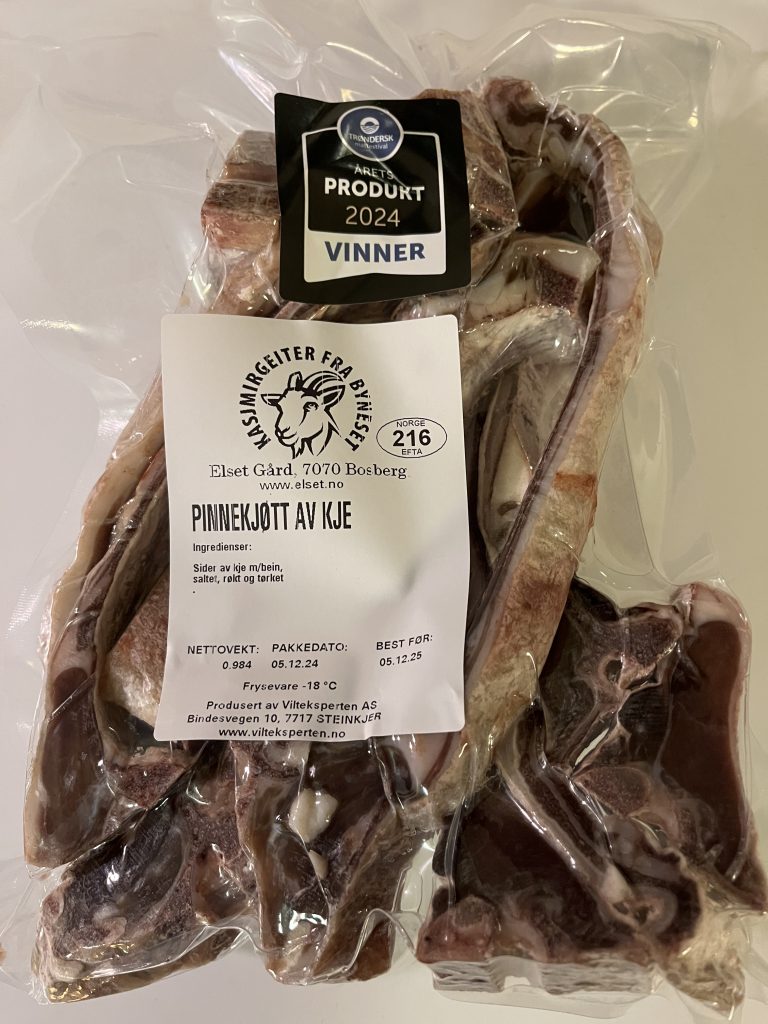 TRØNDERSK
matfestival
ÅRETS
PRODUKT
2024
VINNER
KASJMIRGEITER FRA BYNESET
NORGE
216
EFTA
Elset Gård, 7070 Bosberg
www.elset.no
PINNEKJØTT AV KJE
Ingredienser:
Sider av kje m/bein,
saltet, røkt og tørket
.
NETTOVEKT: PAKKEDATO: BEST FØR:
0.984 05.12.24 05.12.25
Frysevare -18 °C
Produsert av Vilteksperten AS
Bindesvegen 10, 7717 STEINKJER
www.vilteksperten.no